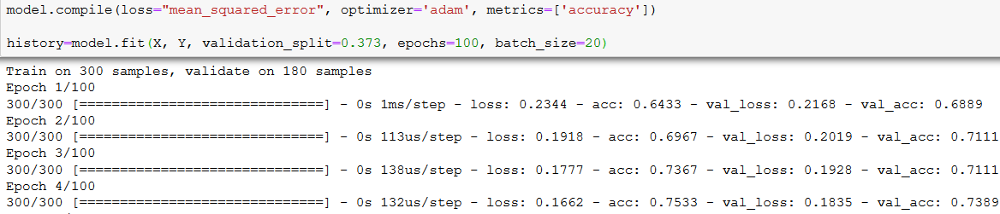 model.compile(loss="mean_squared_error", optimizer='adam', metrics=['accuracy'])
history=model.fit(X, Y, validation_split=0.373, epochs=100, batch_size=20)
Train on 300 samples, validate on 180 samples
Epoch 1/100
300/300 [==============================] - 0s 1ms/step - loss: 0.2344 - acc: 0.6433 - val_loss: 0.2168 - val_acc: 0.6889
Epoch 2/100
300/300 [==============================] - 0s 113us/step - loss: 0.1918 - acc: 0.6967 - val_loss: 0.2019 - val_acc: 0.7111
Epoch 3/100
300/300 [==============================] - 0s 138us/step - loss: 0.1777 - acc: 0.7367 - val_loss: 0.1928 - val_acc: 0.7111
Epoch 4/100
300/300 [==============================] - 0s 132us/step - loss: 0.1662 - acc: 0.7533 - val_loss: 0.1835 - val_acc: 0.7389